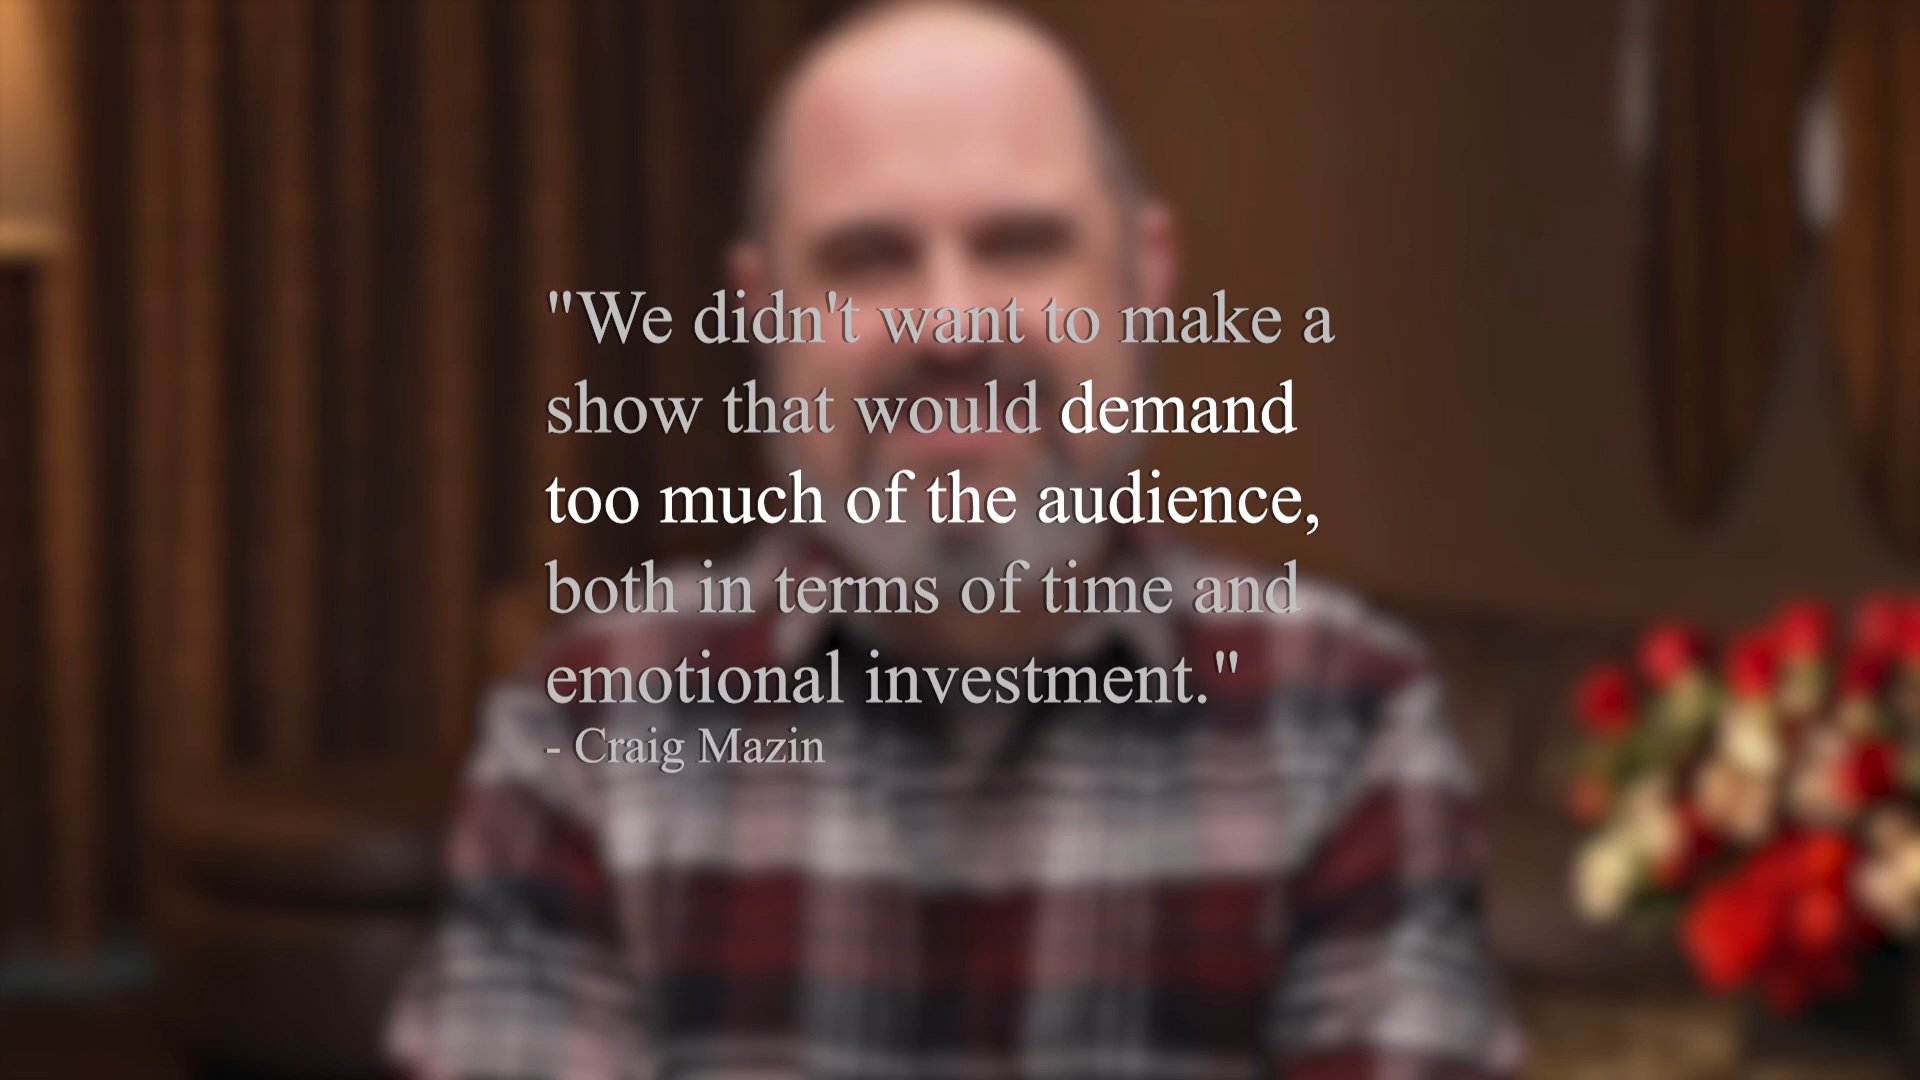 "We didn't want to make a
show that would demand
too much of the audience,
both in terms of time and
emotional investment."
- Craig Mazin